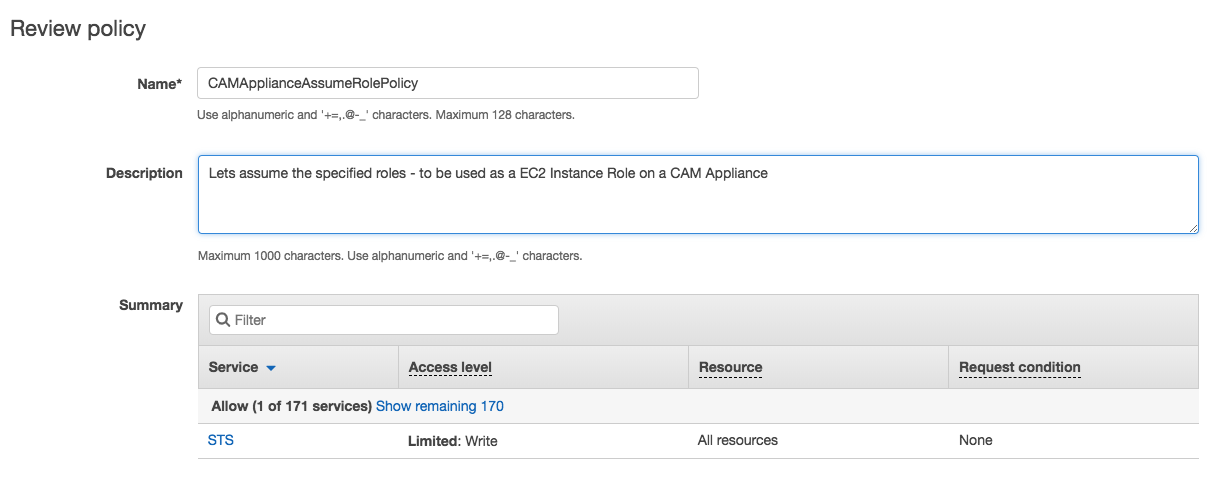 Review policy
Name* CAMApplianceAssumeRolePolicy
Use alphanumeric and '+=,.@-_' characters. Maximum 128 characters.
Description Lets assume the specified roles - to be used as a EC2 Instance Role on a CAM Appliance
Maximum 1000 characters. Use alphanumeric and '+=,.@-_' characters.
Summary
Filter
Service Access level Resource Request condition
Allow (1 of 171 services) Show remaining 170
STS Limited: Write All resources None